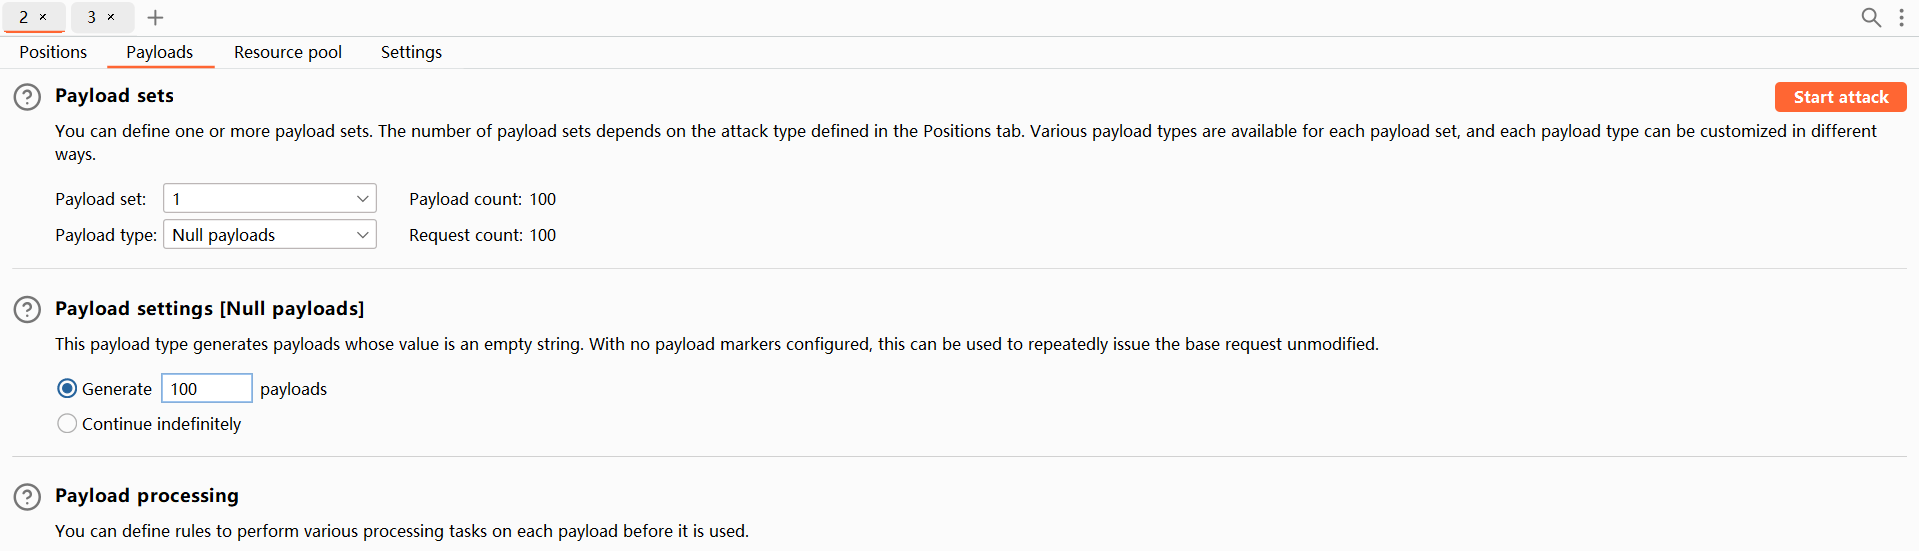 2 × 3 × +
Positions Payloads Resource pool Settings
Payload sets
Start attack
You can define one or more payload sets. The number of payload sets depends on the attack type defined in the Positions tab. Various payload types are available for each payload set, and each payload type can be customized in different
ways.
Payload set: 1 Payload count: 100
Payload type: Null payloads Request count: 100
Payload settings [Null payloads]
This payload type generates payloads whose value is an empty string. With no payload markers configured, this can be used to repeatedly issue the base request unmodified.
Generate 100 payloads
Continue indefinitely
Payload processing
You can define rules to perform various processing tasks on each payload before it is used.